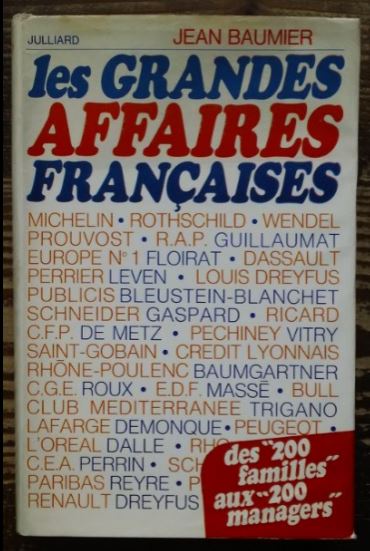 JULLIARD JEAN BAUMIER
les GRANDES
AFFAIRES
FRANÇAISES
MICHELIN • ROTHSCHILD • WENDEL
PROUVOST • R.A.P. GUILLAUMAT
EUROPE N° 1 FLOIRAT • DASSAULT
PERRIER LEVEN • LOUIS DREYFUS
PUBLICIS BLEUSTEIN-BLANCHET
SCHNEIDER GASPARD • RICARD
C.F.P. DE METZ • PECHINEY VITRY
SAINT-GOBAIN • CREDIT LYONNAIS
RHÔNE-POULENC BAUMGARTNER
C.G.E. ROUX • E.D.F. MASSÉ • BULL
CLUB MEDITERRANEE TRIGANO
LAFARGE DEMONQUE • PEUGEOT •
L'OREAL DALLE • RHO
C.E.A. PERRIN • SCH
PARIBAS REYRE • P
RENAULT DREYFUS
des "200
familles"
aux "200
managers"